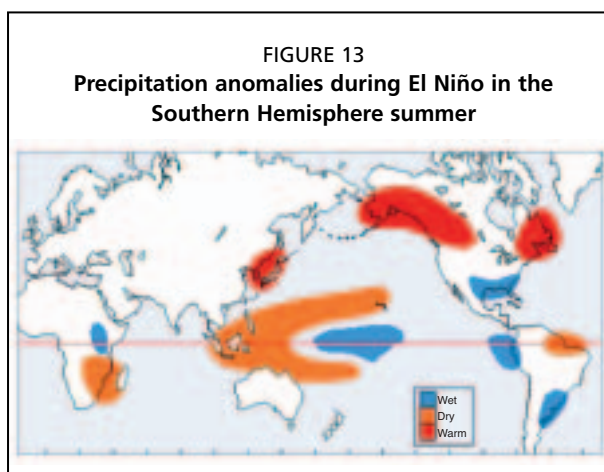 FIGURE 13
Precipitation anomalies during El Niño in the
Southern Hemisphere summer
Wet
Dry
Warm